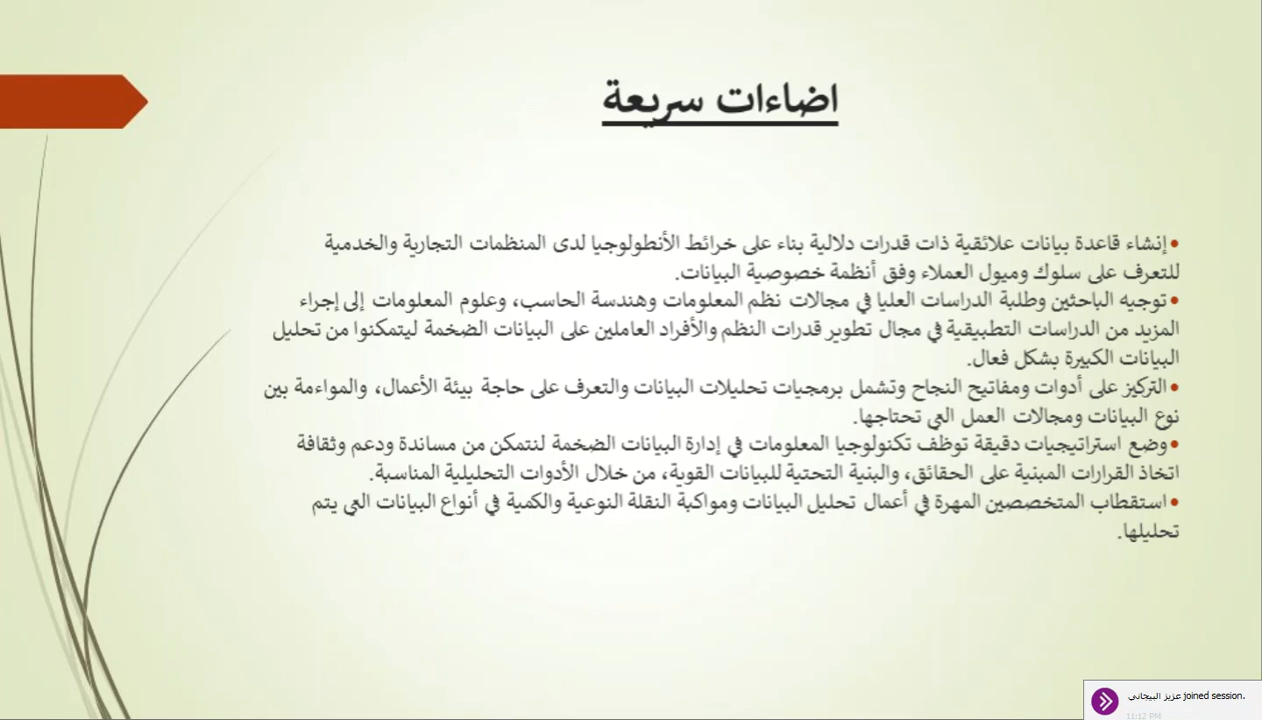 اضاءات سريعة
•إنشاء قاعدة بيانات علائقية ذات قدرات دلالية بناء على خرائط الأنطولوجيا لدى المنظمات التجارية والخدمية
للتعرف على سلوك وميول العملاء وفق أنظمة خصوصية البيانات.
•توجيه الباحثين وطلبة الدراسات العليا في مجالات نظم المعلومات وهندسة الحاسب، وعلوم المعلومات إلى إجراء
المزيد من الدراسات التطبيقية في مجال تطوير قدرات النظم والأفراد العاملين على البيانات الضخمة ليتمكنوا من تحليل
البيانات الكبيرة بشكل فعال.
•التركيز على أدوات ومفاتيح النجاح وتشمل برمجيات تحليلات البيانات والتعرف على حاجة بيئة الأعمال، والمواءمة بين
نوع البيانات ومجالات العمل التي تحتاجها.
•وضع استراتيجيات دقيقة توظف تكنولوجيا المعلومات في إدارة البيانات الضخمة لنتمكن من مساندة ودعم وثقافة
اتخاذ القرارات المبنية على الحقائق، والبنية التحتية للبيانات القوية، من خلال الأدوات التحليلية المناسبة.
•استقطاب المتخصصين المهرة في أعمال تحليل البيانات ومواكبة النقلة النوعية والكمية في أنواع البيانات التي يتم
تحليلها.
عزيز البيجاني joined session.
11:12 PM